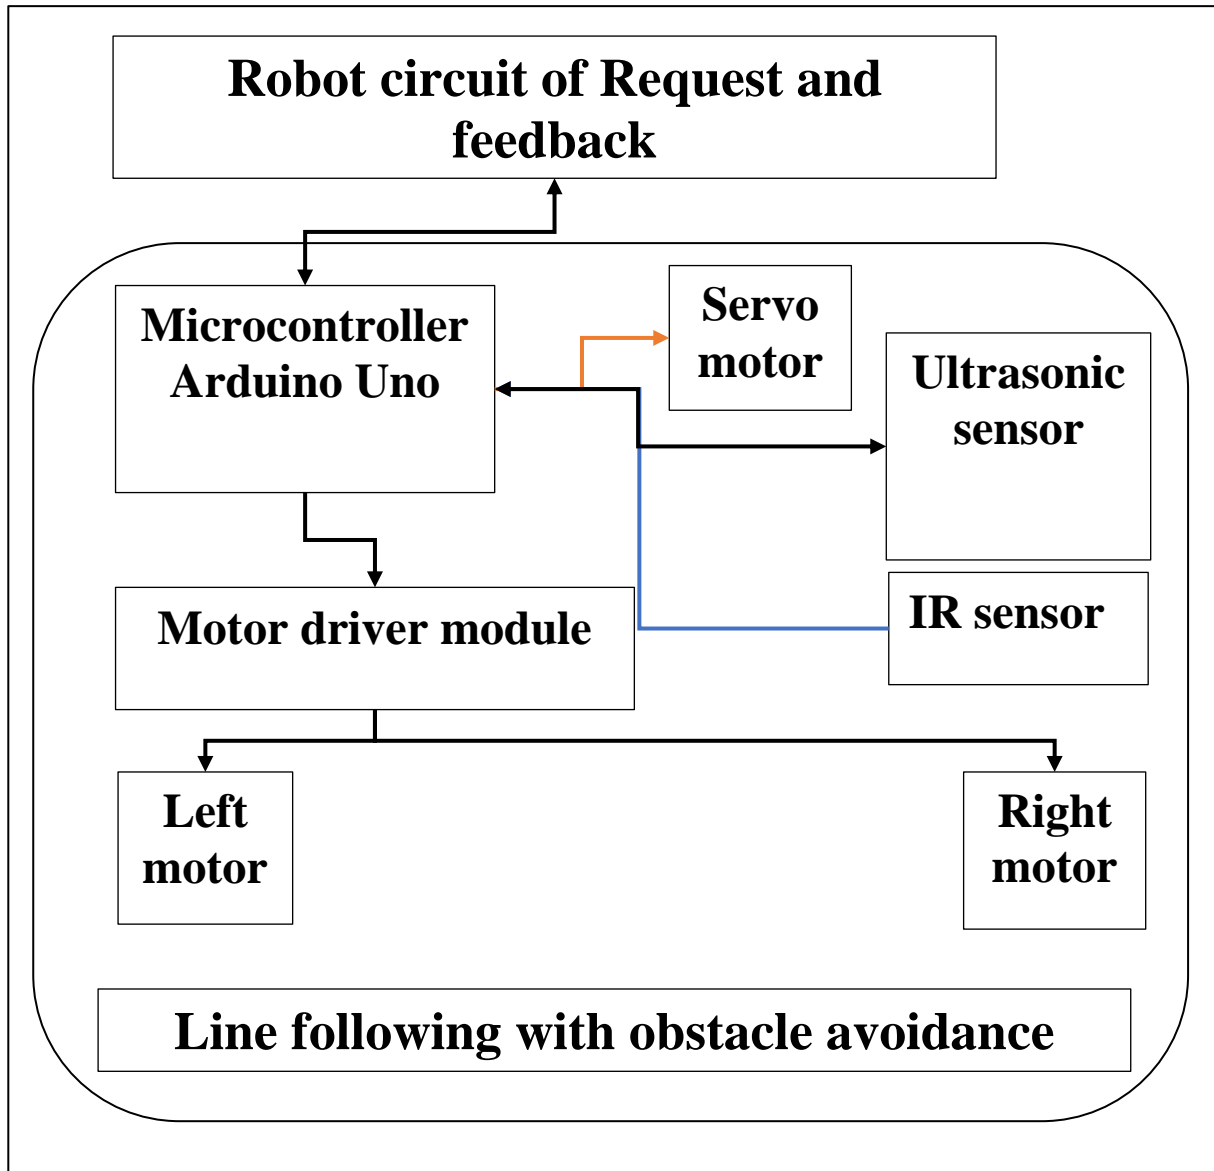 Robot circuit of Request and
feedback
Microcontroller
Arduino Uno
Servo
motor
Ultrasonic
sensor
Motor driver module
IR sensor
Left
motor
Right
motor
Line following with obstacle avoidance